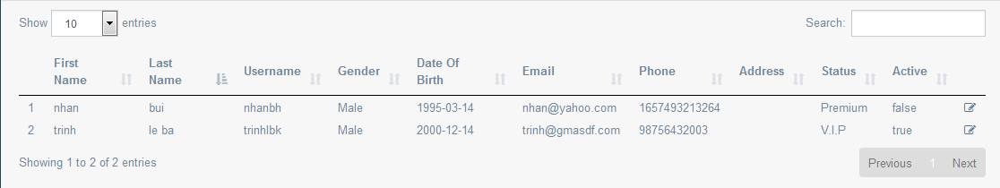 Show 10 entries Search:
First Name Last Name Username Gender Date Of Birth Email Phone Address Status Active
1 nhan bui nhanbh Male 1995-03-14 nhan@yahoo.com 1657493213264 Premium false
2 trinh le ba trinhlbk Male 2000-12-14 trinh@gmasdf.com 98756432003 V.I.P true
Showing 1 to 2 of 2 entries Previous 1 Next